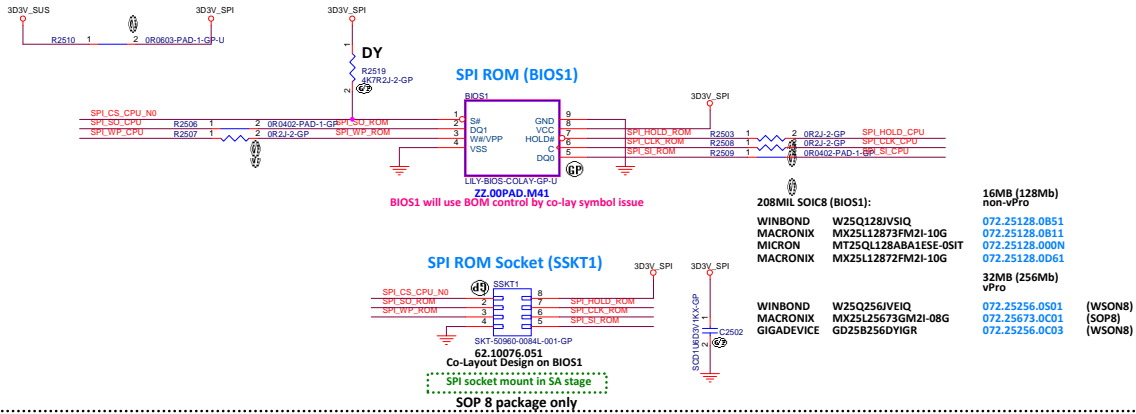 3D3V_SUS 3D3V_SPI 3D3V_SPI
R2510 1 2 0R0603-PAD-1-GP-U
DY
1
R2519
4K7R2J-2-GP
2
SPI ROM (BIOS1)
BIOS1
3D3V_SPI
SPI_CS_CPU_N0 1 S# GND 9
SPI_SO_CPU R2506 1 2 0R0402-PAD-1-GP SPI_SO_ROM 2 DQ1 VCC 8
SPI_WP_CPU R2507 1 2 0R2J-2-GP SPI_WP_ROM 3 W#/VPP HOLD# 7 SPI_HOLD_ROM R2503 1 2 0R2J-2-GP SPI_HOLD_CPU
4 VSS C 6 SPI_CLK_ROM R2508 1 2 0R2J-2-GP SPI_CLK_CPU
DQ0 5 SPI_SI_ROM R2509 1 2 0R0402-PAD-1-GP SPI_SI_CPU
GP
LILY-BIOS-COLAY-GP-U
ZZ.00PAD.M41
BIOS1 will use BOM control by co-lay symbol issue
208MIL SOIC8 (BIOS1):
16MB (128Mb)
non-vPro
WINBOND W25Q128JVSIQ 072.25128.0B51
MACRONIX MX25L12873FM2I-10G 072.25128.0B11
MICRON MT25QL128ABA1ESE-0SIT 072.25128.000N
MACRONIX MX25L12872FM2I-10G 072.25128.0D61
32MB (256Mb)
vPro
WINBOND W25Q256JVEIQ 072.25256.0S01 (WSON8)
MACRONIX MX25L25673GM2I-08G 072.25673.0C01 (SOP8)
GIGADEVICE GD25B256DYIGR 072.25256.0C03 (WSON8)
SPI ROM Socket (SSKT1)
3D3V_SPI 3D3V_SPI
SSKT1
SPI_CS_CPU_N0 1 8
SPI_SO_ROM 2 7 SPI_HOLD_ROM
SPI_WP_ROM 3 6 SPI_CLK_ROM
4 5 SPI_SI_ROM
SKT-50960-0084L-001-GP
62.10076.051
Co-Layout Design on BIOS1
SPI socket mount in SA stage
SOP 8 package only
SCD1U6D3V1KX-GP
1
C2502
2